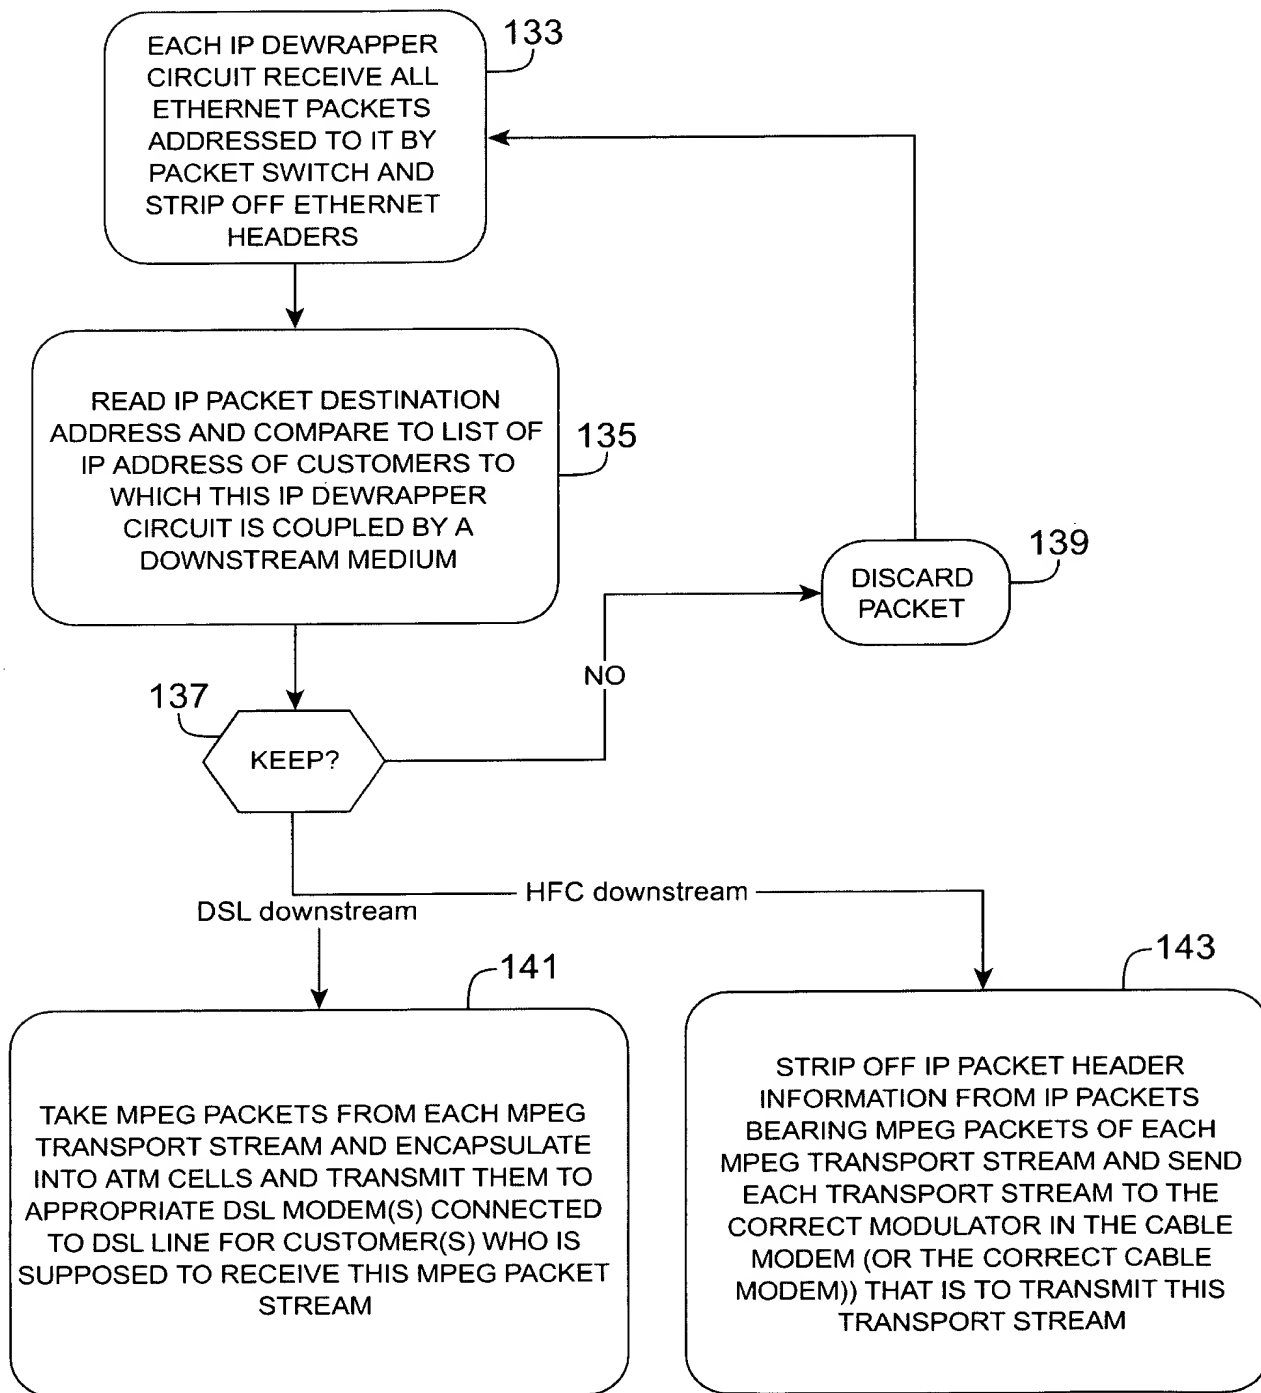 EACH IP DEWRAPPER
CIRCUIT RECEIVE ALL
ETHERNET PACKETS
ADDRESSED TO IT BY
PACKET SWITCH AND
STRIP OFF ETHERNET
HEADERS
133
READ IP PACKET DESTINATION
ADDRESS AND COMPARE TO LIST OF
IP ADDRESS OF CUSTOMERS TO
WHICH THIS IP DEWRAPPER
CIRCUIT IS COUPLED BY A
DOWNSTREAM MEDIUM
135
DISCARD
PACKET
139
NO
137
KEEP?
DSL downstream
HFC downstream
141
TAKE MPEG PACKETS FROM EACH MPEG
TRANSPORT STREAM AND ENCAPSULATE
INTO ATM CELLS AND TRANSMIT THEM TO
APPROPRIATE DSL MODEM(S) CONNECTED
TO DSL LINE FOR CUSTOMER(S) WHO IS
SUPPOSED TO RECEIVE THIS MPEG PACKET
STREAM
143
STRIP OFF IP PACKET HEADER
INFORMATION FROM IP PACKETS
BEARING MPEG PACKETS OF EACH
MPEG TRANSPORT STREAM AND SEND
EACH TRANSPORT STREAM TO THE
CORRECT MODULATOR IN THE CABLE
MODEM (OR THE CORRECT CABLE
MODEM)) THAT IS TO TRANSMIT THIS
TRANSPORT STREAM